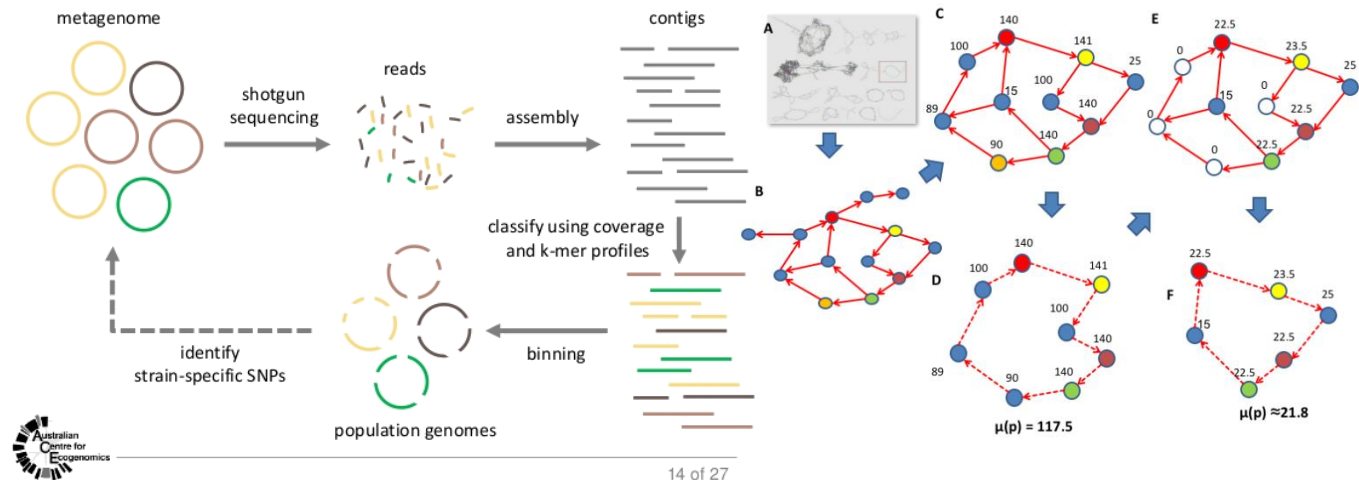 metagenome
shotgun
sequencing
reads
assembly
contigs
classify using coverage
and k-mer profiles
binning
population genomes
identify
strain-specific SNPs
Australian
Centre for
Ecogenomics
14 of 27
A
B
C
140
100
141
25
100
15
140
89
140
90
D
140
100
141
100
140
89
90
140
μ(p) = 117.5
E
22.5
0
23.5
25
0
15
22.5
0
22.5
0
F
22.5
23.5
25
15
22.5
22.5
μ(p) ≈21.8